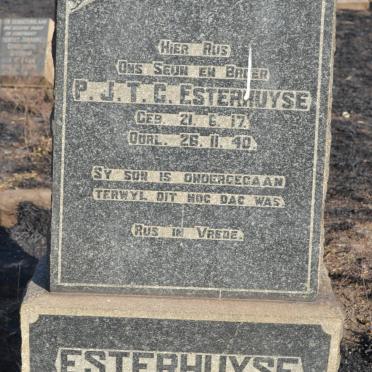 HIER RUS
ONS SEUN EN BROER
P. J. T. C. ESTERHUYSE
GEB. 21. 6. 17.
OORL. 26. 11. 40.
SY SON IS ONDERGEGAAN
TERWYL DIT NOG DAG WAS.
RUS IN VREDE.
ESTERHUYSE